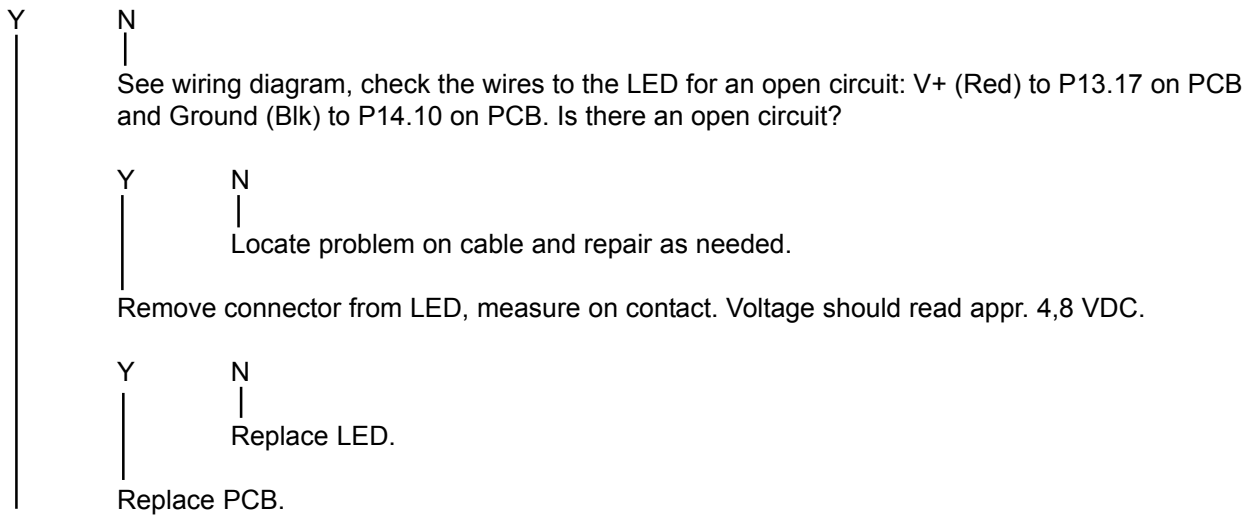 Y N
See wiring diagram, check the wires to the LED for an open circuit: V+ (Red) to P13.17 on PCB
and Ground (Blk) to P14.10 on PCB. Is there an open circuit?
Y N
Locate problem on cable and repair as needed.
Remove connector from LED, measure on contact. Voltage should read appr. 4,8 VDC.
Y N
Replace LED.
Replace PCB.